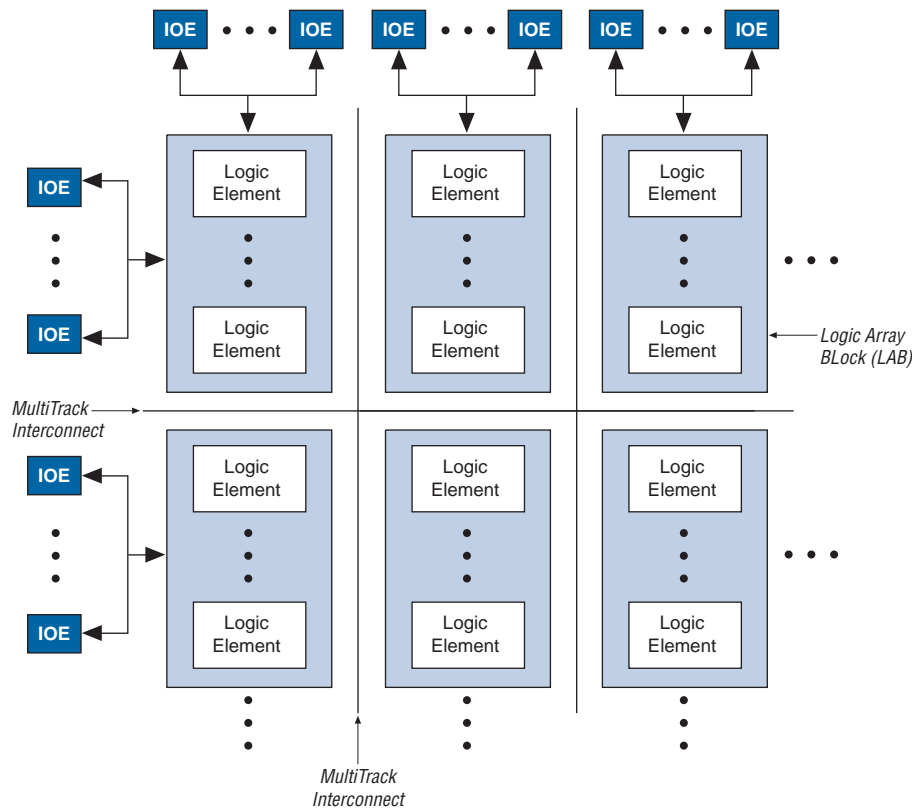 IOE IOE IOE IOE IOE IOE
Logic Element
Logic Element
Logic Element
IOE
IOE
Logic Element
Logic Element
Logic Element
Logic Array
BLock (LAB)
MultiTrack
Interconnect
Logic Element
Logic Element
Logic Element
IOE
IOE
Logic Element
Logic Element
Logic Element
MultiTrack
Interconnect